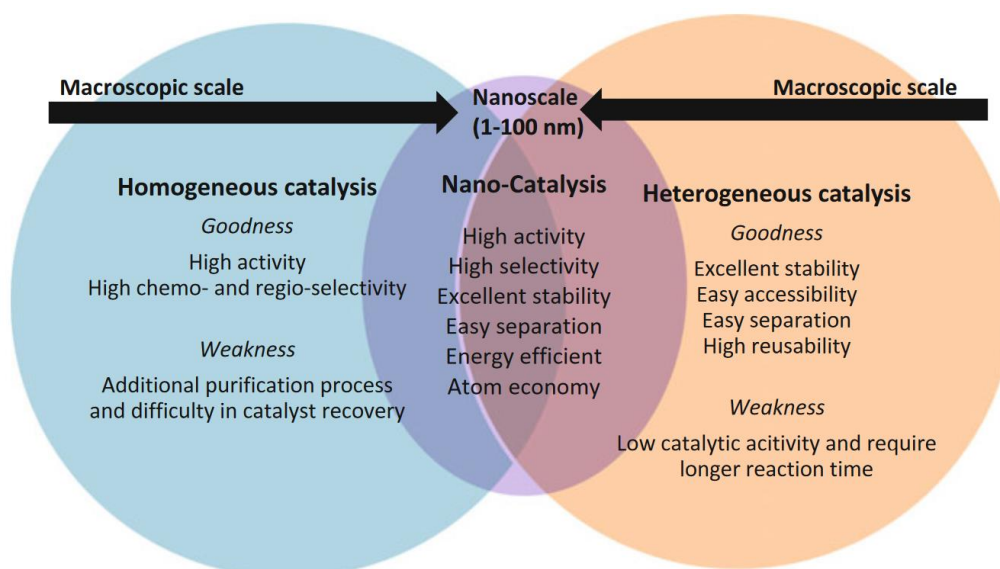 Macroscopic scale
Nanoscale
(1-100 nm)
Macroscopic scale
Homogeneous catalysis
Goodness
High activity
High chemo- and regio-selectivity
Weakness
Additional purification process
and difficulty in catalyst recovery
Nano-Catalysis
High activity
High selectivity
Excellent stability
Easy separation
Energy efficient
Atom economy
Heterogeneous catalysis
Goodness
Excellent stability
Easy accessibility
Easy separation
High reusability
Weakness
Low catalytic acitivity and require
longer reaction time